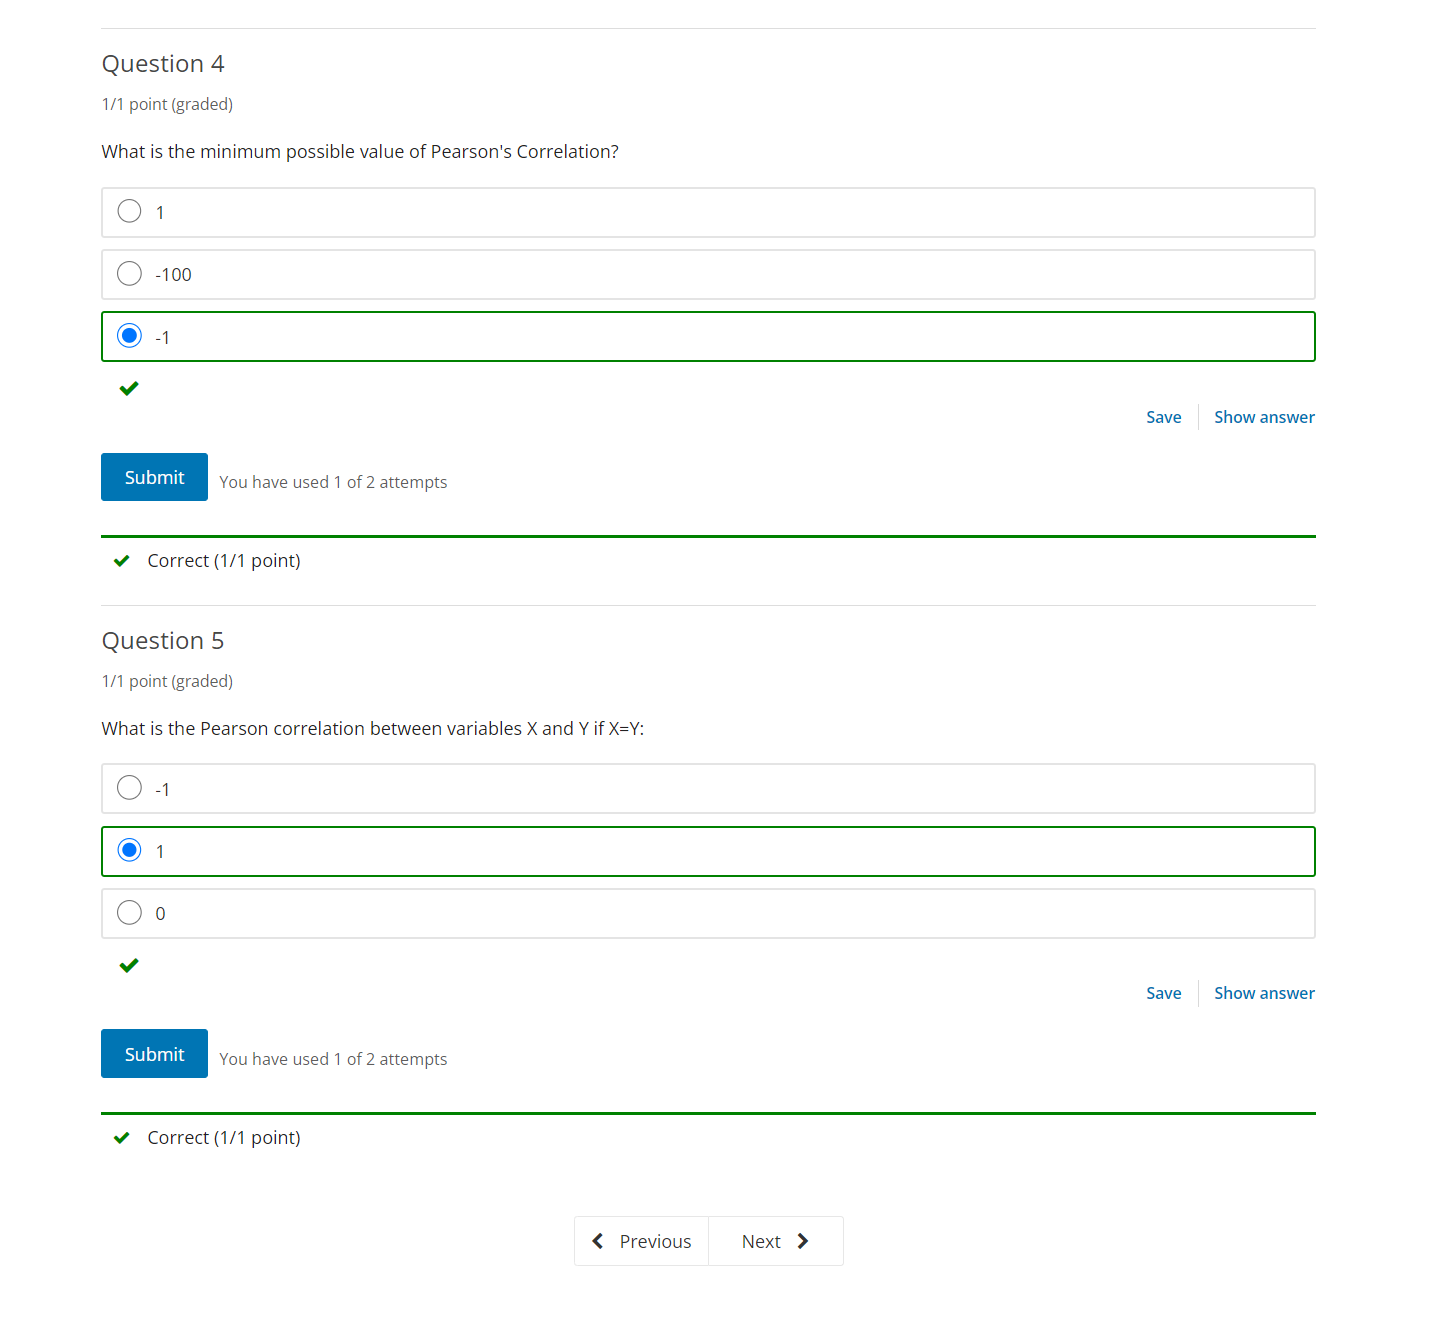 Question 4
1/1 point (graded)
What is the minimum possible value of Pearson's Correlation?
1
-100
-1
Save
Show answer
Submit
You have used 1 of 2 attempts
Correct (1/1 point)
Question 5
1/1 point (graded)
What is the Pearson correlation between variables X and Y if X=Y:
-1
1
0
Save
Show answer
Submit
You have used 1 of 2 attempts
Correct (1/1 point)
Previous
Next